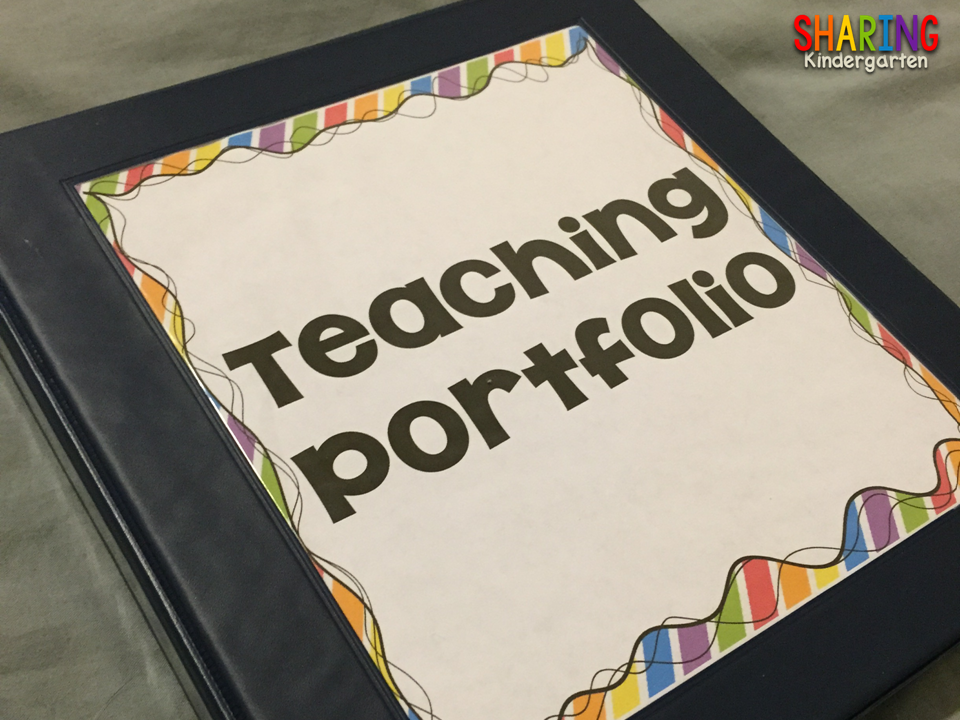 SHARING
Kindergarten
Teaching
portfolio